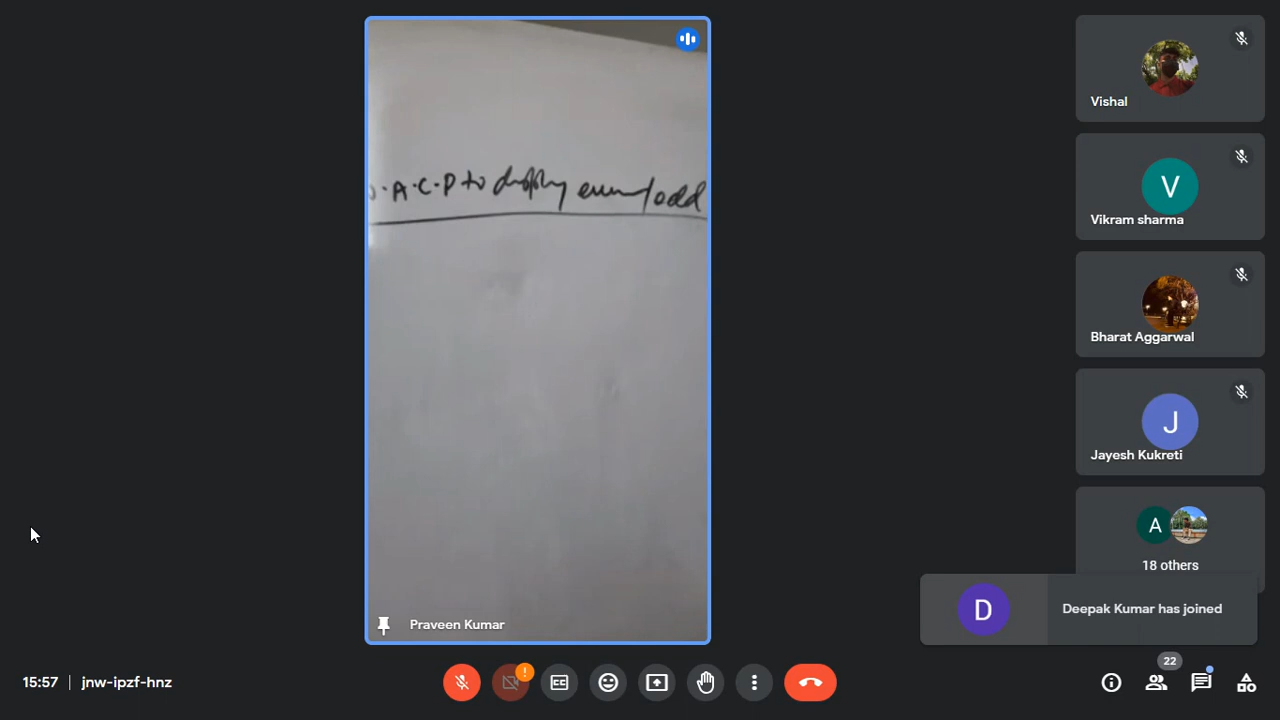 .A.C.P to display even/odd
Vishal
Vikram sharma
Bharat Aggarwal
Jayesh Kukreti
18 others
Deepak Kumar has joined
Praveen Kumar
15:57 | jnw-ipzf-hnz
22
V
J
A
D
CC
!